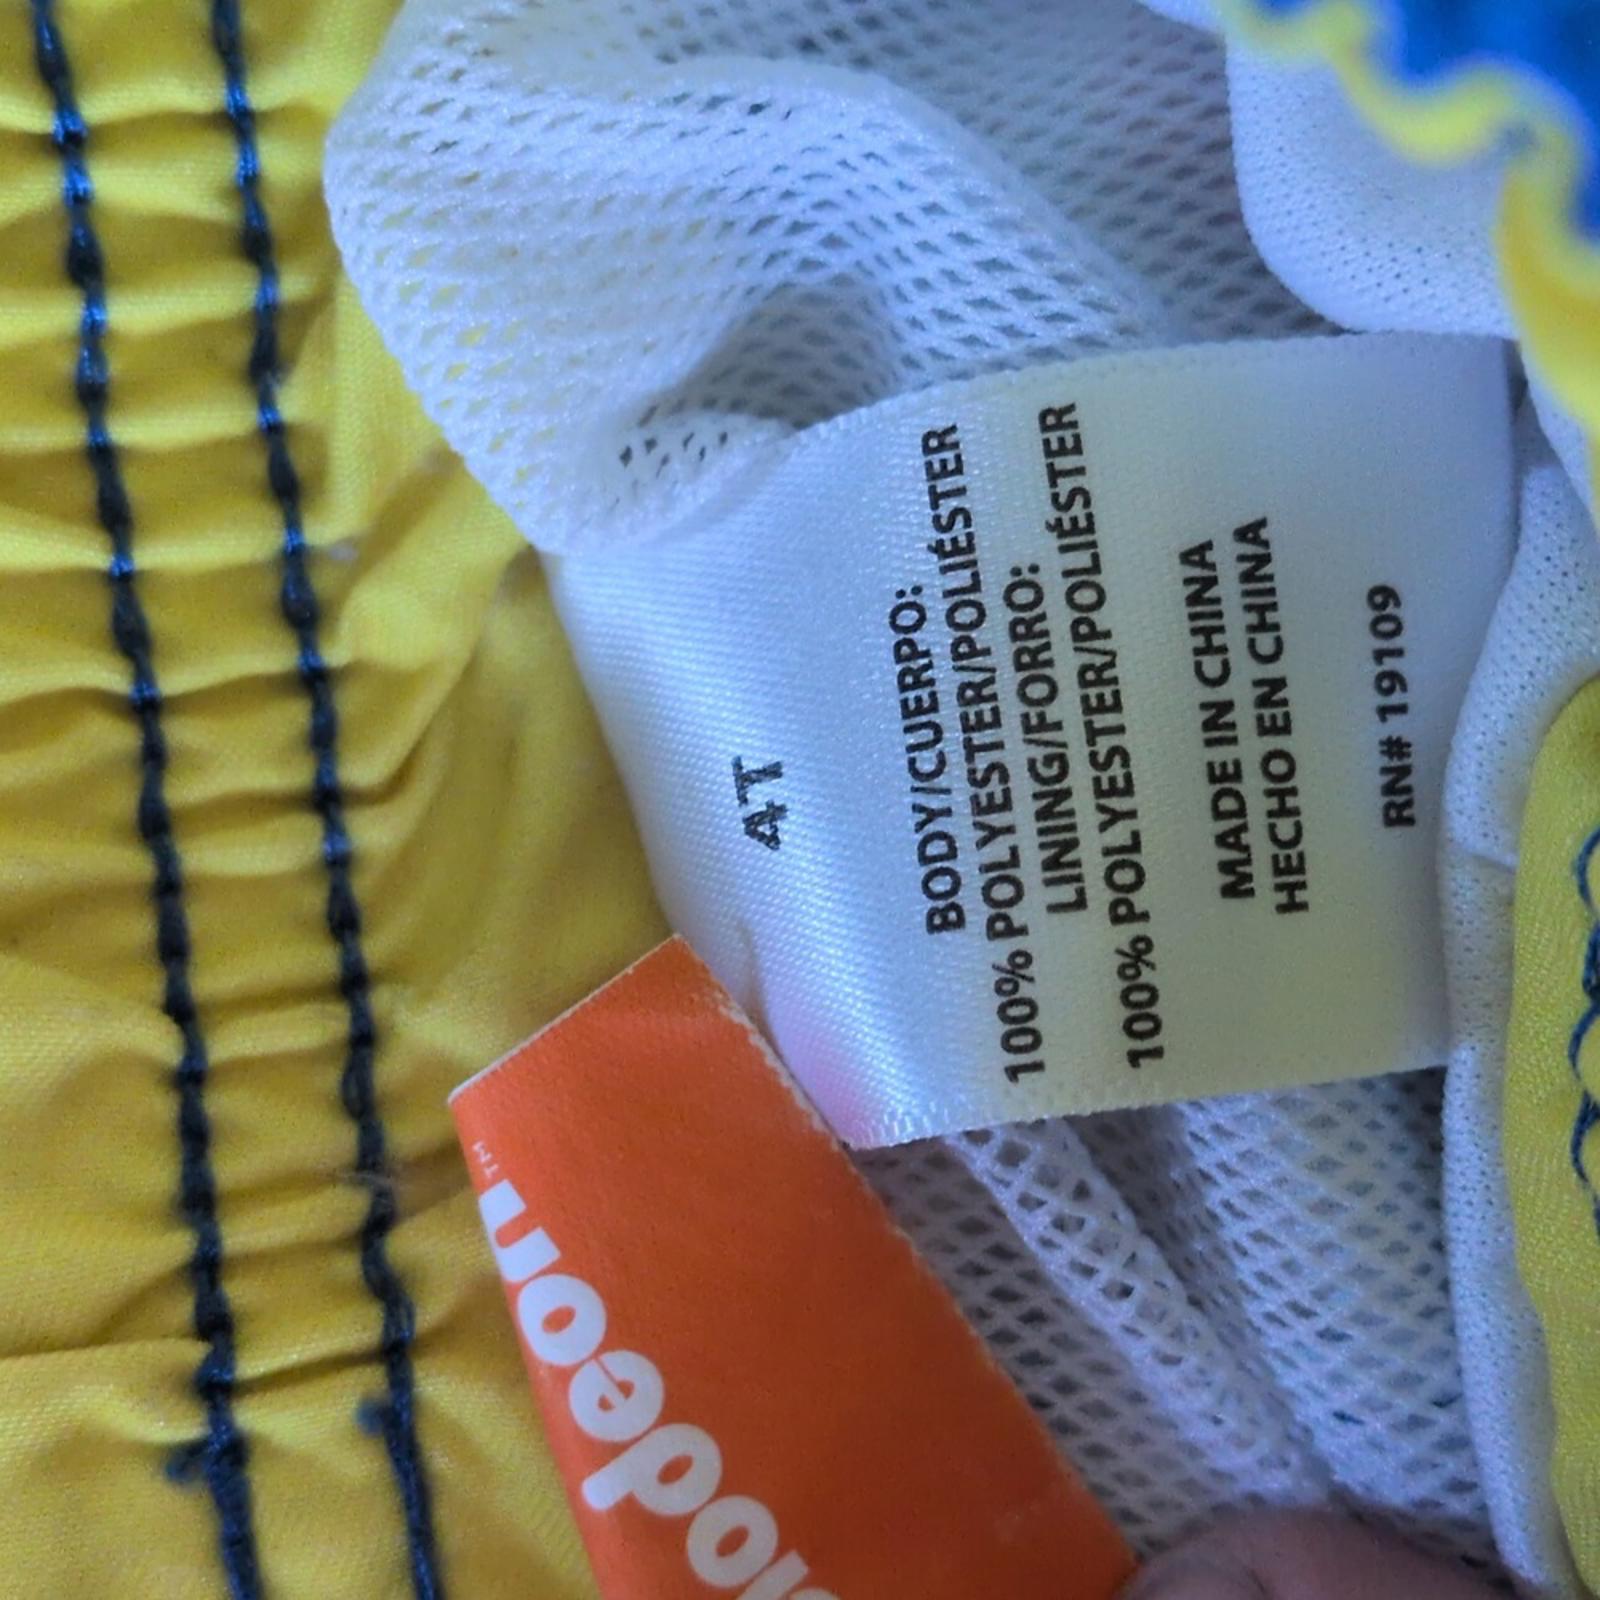 4T
BODY/CUERPO:
100% POLYESTER/POLIÉSTER
LINING/FORRO:
100% POLYESTER/POLIÉSTER
MADE IN CHINA
HECHO EN CHINA
RN# 19109
odeon™